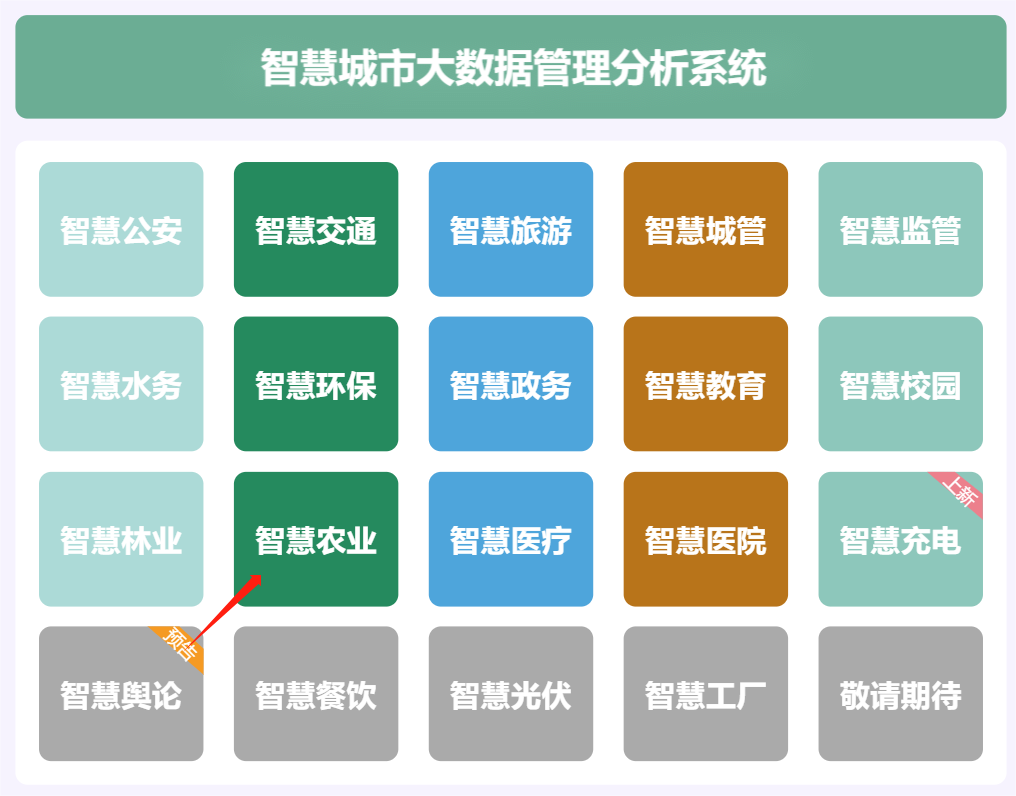 智慧城市大数据管理分析系统
智慧公安
智慧交通
智慧旅游
智慧城管
智慧监管
智慧水务
智慧环保
智慧政务
智慧教育
智慧校园
智慧林业
智慧农业
智慧医疗
智慧医院
上新
智慧充电
预告
智慧舆论
智慧餐饮
智慧光伏
智慧工厂
敬请期待